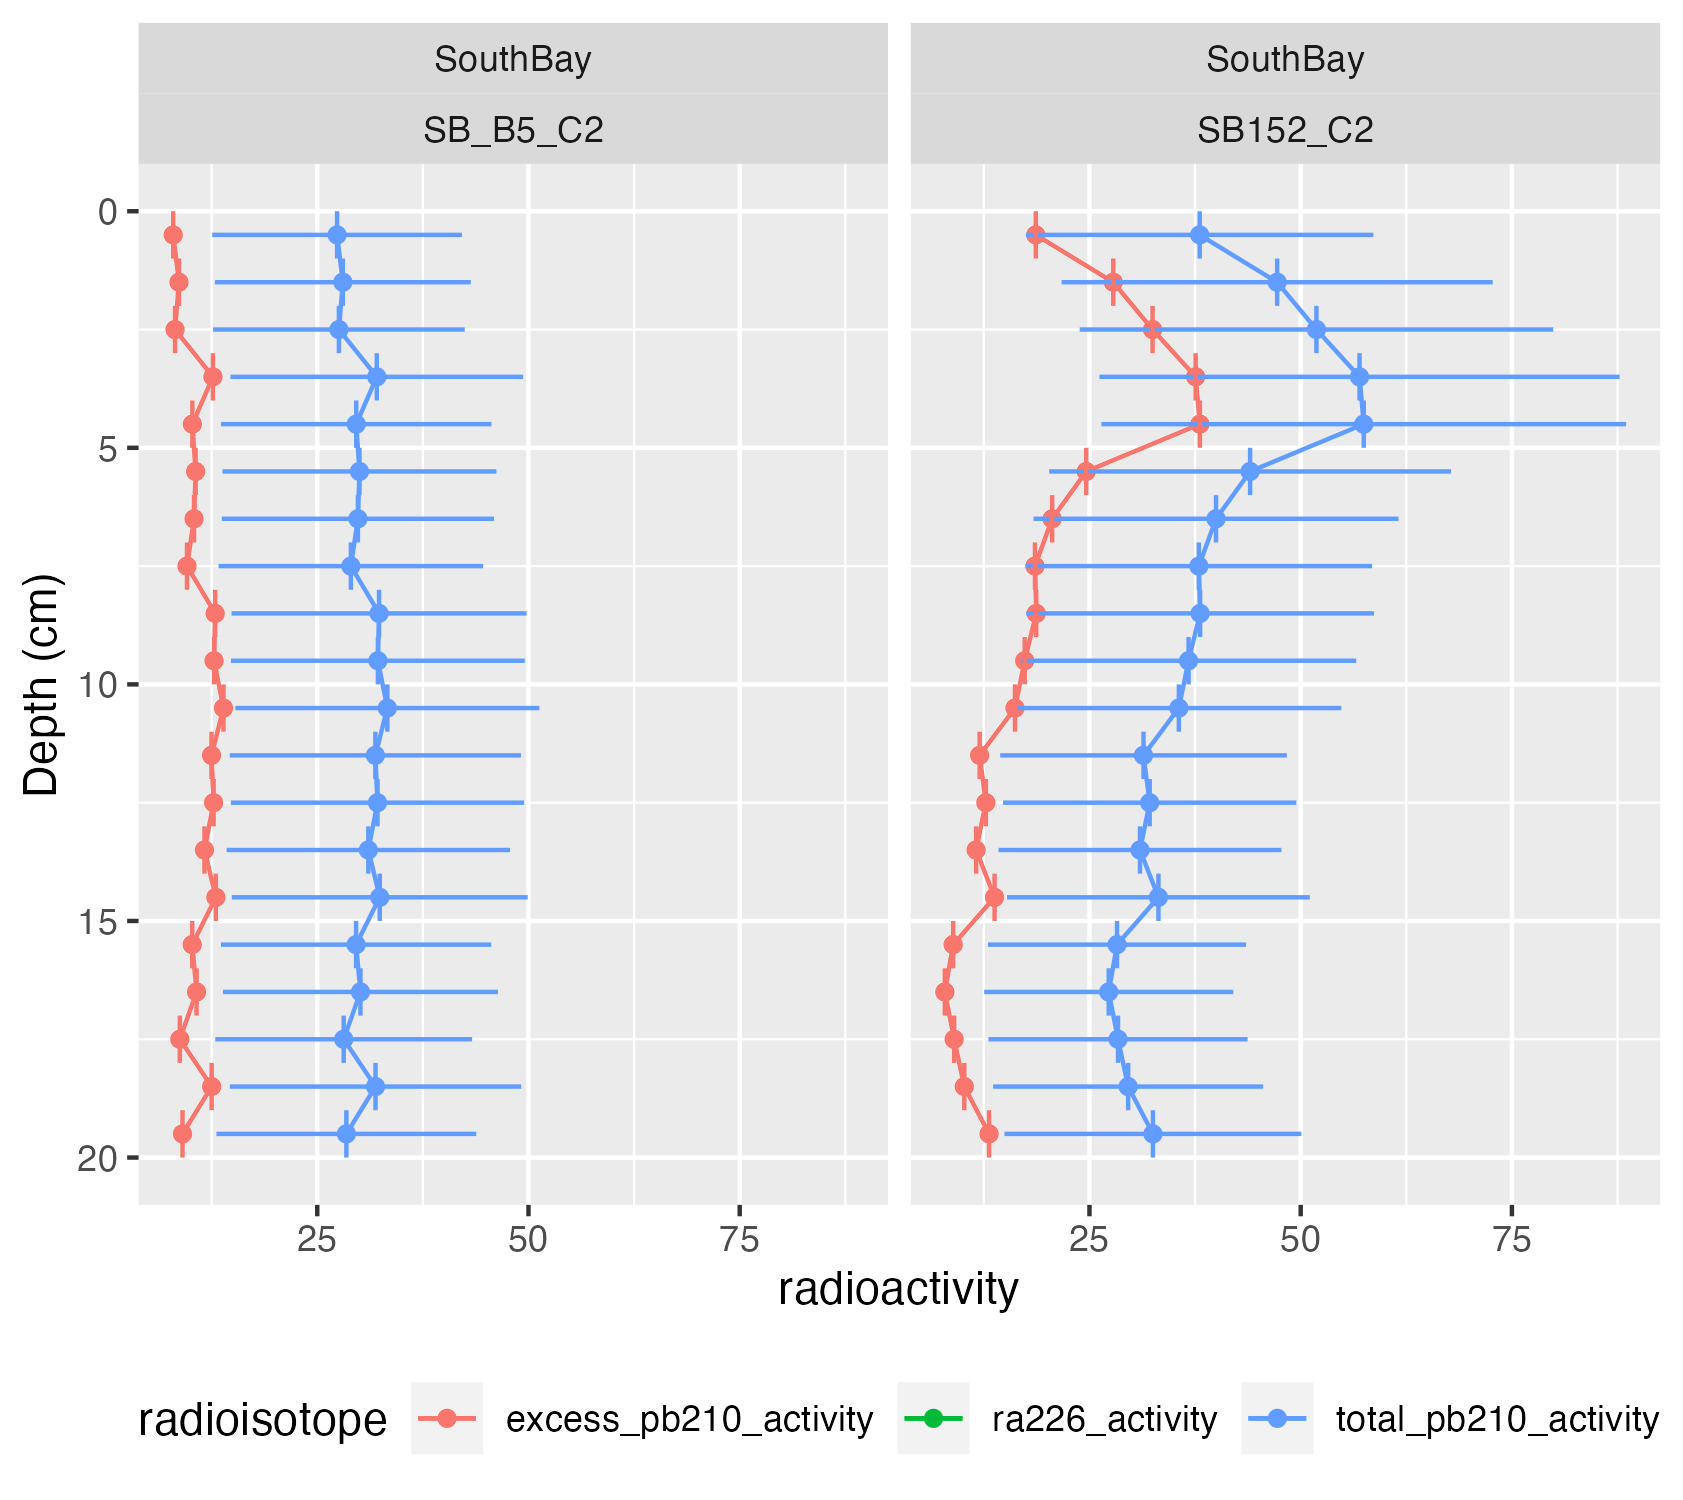 SouthBay
SouthBay
SB_B5_C2
SB152_C2
0
5
10
15
20
Depth (cm)
25
50
75
25
50
75
radioactivity
radioisotope
excess_pb210_activity
ra226_activity
total_pb210_activity